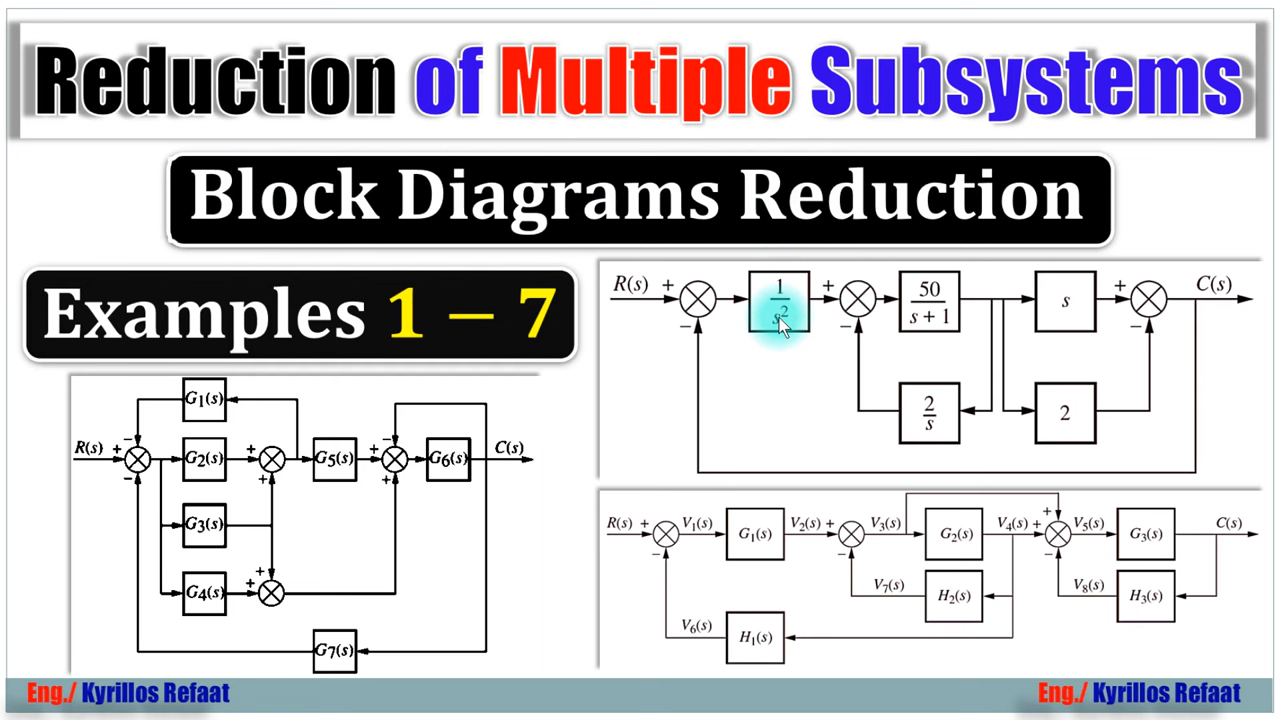 Reduction of Multiple Subsystems
Block Diagrams Reduction
Examples 1 – 7
R(s) + − 1/s² + − 50/(s + 1) s + − C(s)
2/s 2
G₁(s)
R(s) + − − G₂(s) + + G₅(s) + − + G₆(s) C(s)
G₃(s)
G₄(s) + +
G₇(s)
R(s) + − V₁(s) G₁(s) V₂(s) + − V₃(s) G₂(s) V₄(s) + + − V₅(s) G₃(s) C(s)
V₇(s) H₂(s) V₈(s) H₃(s)
V₆(s) H₁(s)
Eng./ Kyrillos Refaat
Eng./ Kyrillos Refaat